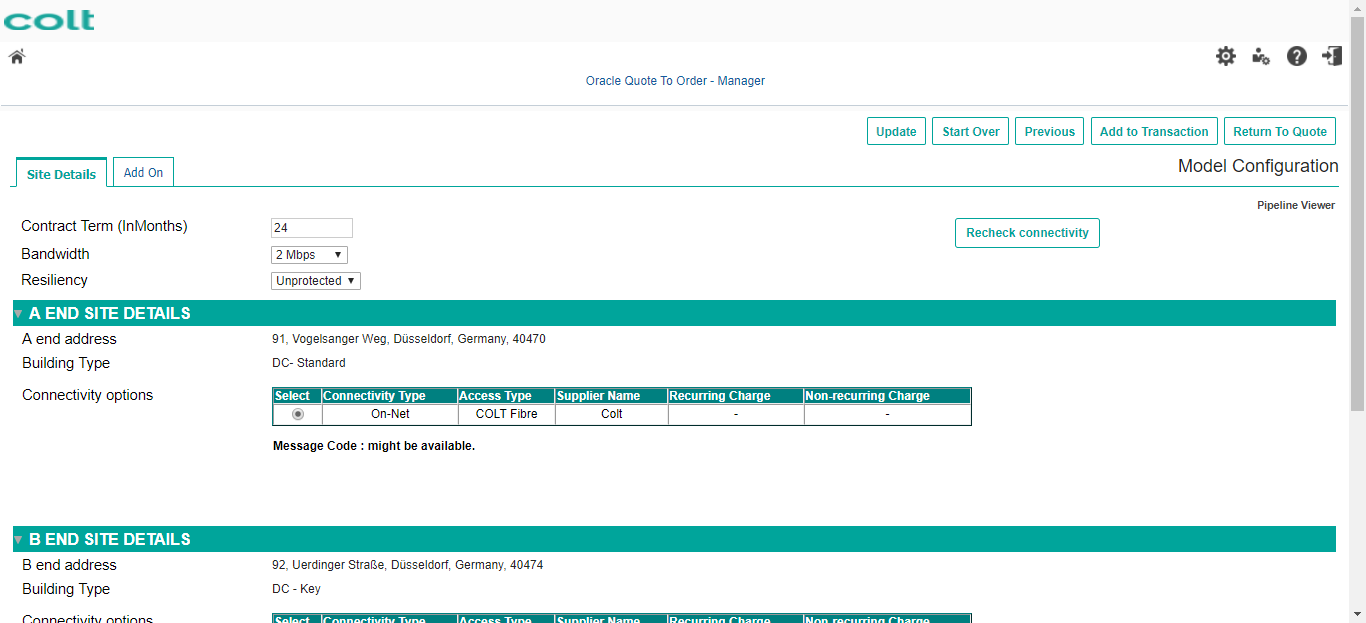 colt
Oracle Quote To Order - Manager
Update Start Over Previous Add to Transaction Return To Quote
Site Details Add On Model Configuration
Pipeline Viewer
Contract Term (InMonths) 24 Recheck connectivity
Bandwidth 2 Mbps
Resiliency Unprotected
A END SITE DETAILS
A end address 91, Vogelsanger Weg, Düsseldorf, Germany, 40470
Building Type DC- Standard
Connectivity options Select Connectivity Type Access Type Supplier Name Recurring Charge Non-recurring Charge
On-Net COLT Fibre Colt - -
Message Code : might be available.
B END SITE DETAILS
B end address 92, Uerdinger Straße, Düsseldorf, Germany, 40474
Building Type DC - Key
Connectivity options Select Connectivity Type Access Type Supplier Name Recurring Charge Non-recurring Charge